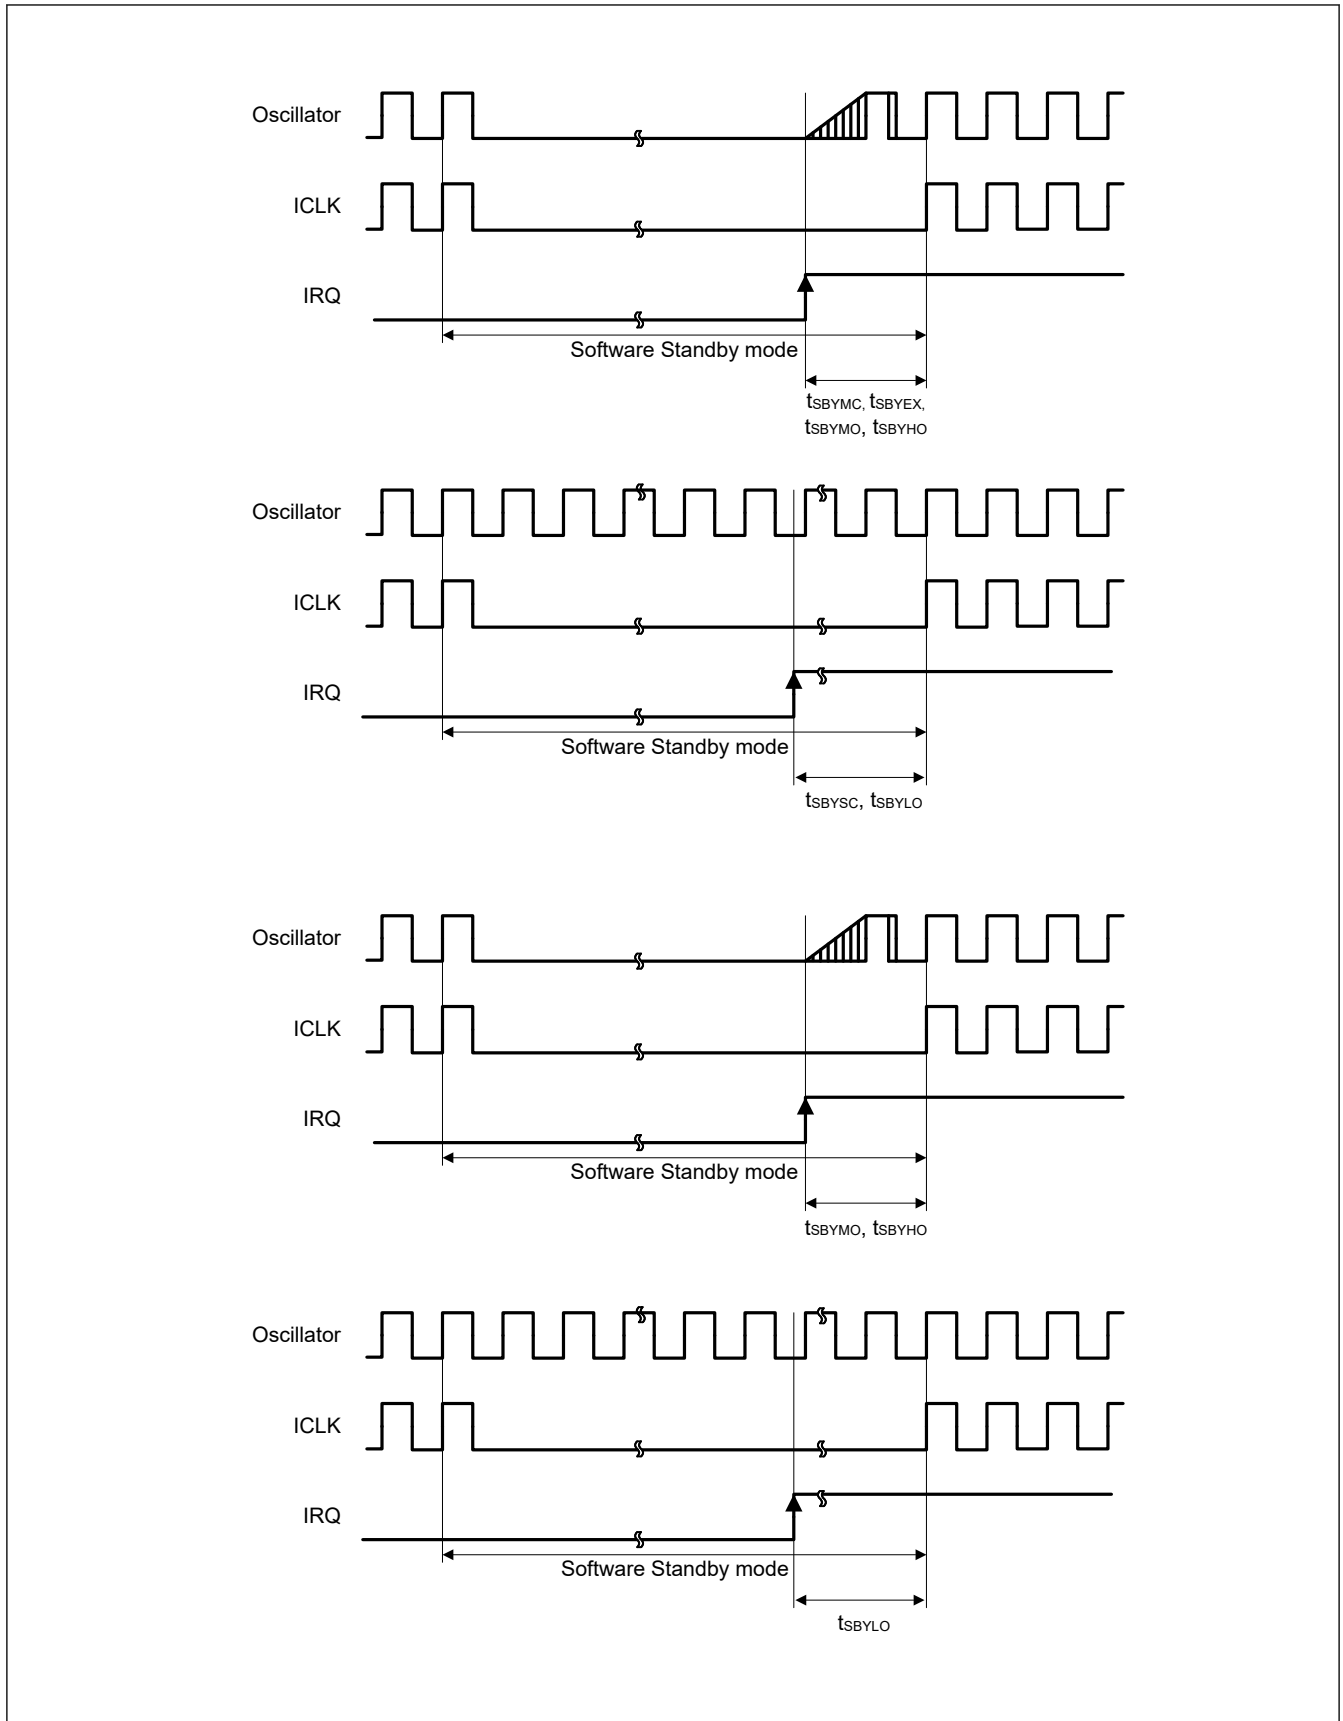 Oscillator
ICLK
IRQ
Software Standby mode
tSBYMC, tSBYEX,
tSBYMO, tSBYHO
Oscillator
ICLK
IRQ
Software Standby mode
tSBYSC, tSBYLO
Oscillator
ICLK
IRQ
Software Standby mode
tSBYMO, tSBYHO
Oscillator
ICLK
IRQ
Software Standby mode
tSBYLO